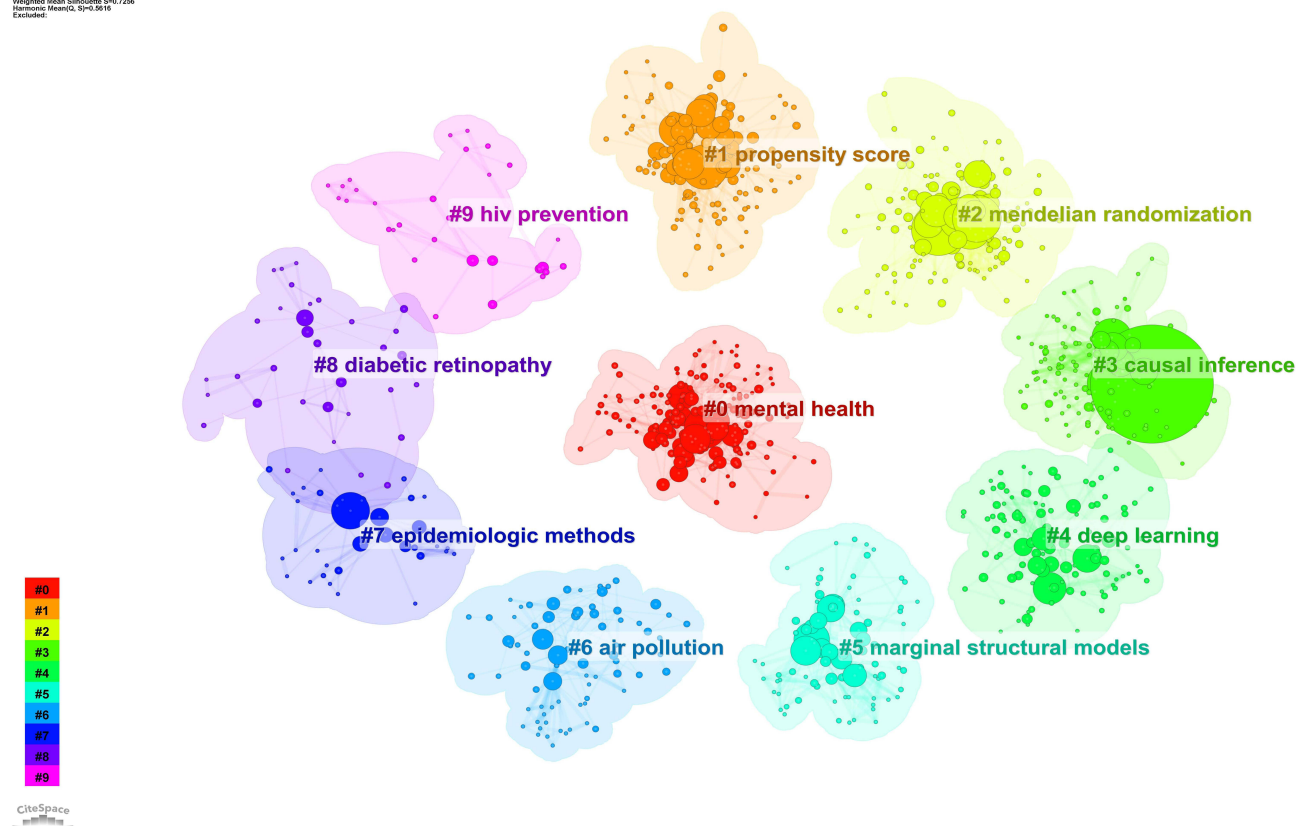 Weighted Mean Silhouette S=0.7256
Harmonic Mean(Q, S)=0.5616
Excluded:
#1 propensity score
#9 hiv prevention
#2 mendelian randomization
#8 diabetic retinopathy
#3 causal inference
#0 mental health
#7 epidemiologic methods
#4 deep learning
#6 air pollution
#5 marginal structural models
#0
#1
#2
#3
#4
#5
#6
#7
#8
#9
CiteSpace